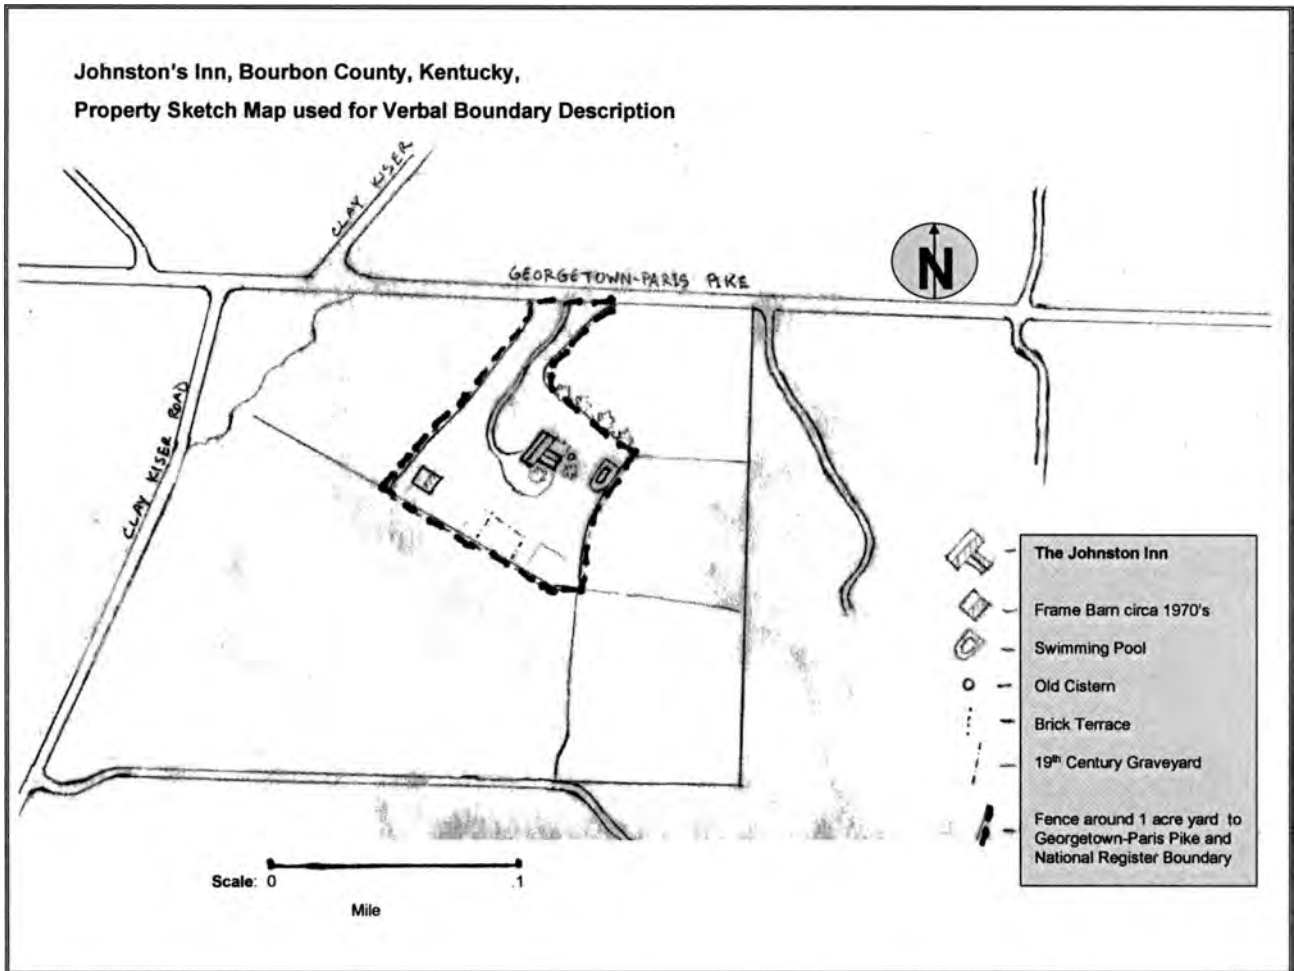 Johnston's Inn, Bourbon County, Kentucky,
Property Sketch Map used for Verbal Boundary Description
CLAY KISER
GEORGETOWN-PARIS PIKE
N
CLAY KISER ROAD
The Johnston Inn
Frame Barn circa 1970's
Swimming Pool
Old Cistern
Brick Terrace
19th Century Graveyard
Fence around 1 acre yard to
Georgetown-Paris Pike and
National Register Boundary
Scale: 0 .1
Mile